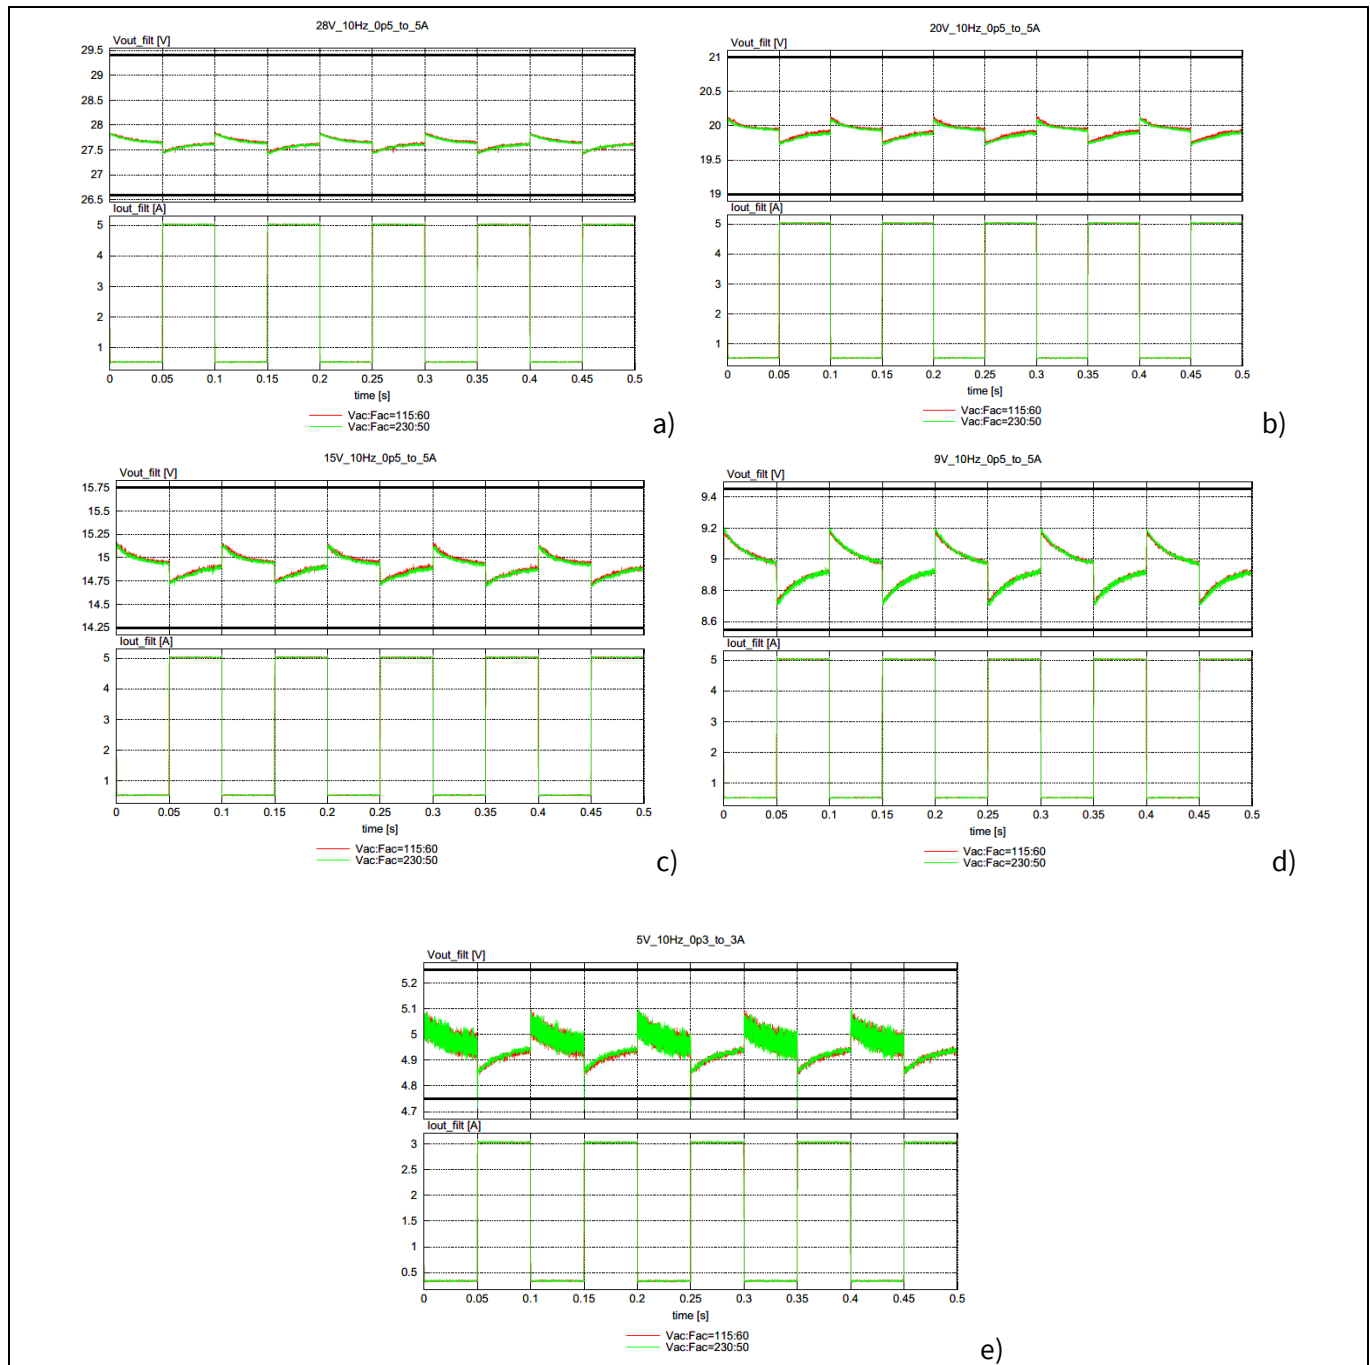 28V_10Hz_0p5_to_5A
Vout_filt [V]
29.5
29
28.5
28
27.5
27
26.5
Iout_filt [A]
5
4
3
2
1
0 0.05 0.1 0.15 0.2 0.25 0.3 0.35 0.4 0.45 0.5
time [s]
Vac:Fac=115:60
Vac:Fac=230:50
a)
20V_10Hz_0p5_to_5A
Vout_filt [V]
21
20.5
20
19.5
19
Iout_filt [A]
5
4
3
2
1
0 0.05 0.1 0.15 0.2 0.25 0.3 0.35 0.4 0.45 0.5
time [s]
Vac:Fac=115:60
Vac:Fac=230:50
b)
15V_10Hz_0p5_to_5A
Vout_filt [V]
15.75
15.5
15.25
15
14.75
14.5
14.25
Iout_filt [A]
5
4
3
2
1
0 0.05 0.1 0.15 0.2 0.25 0.3 0.35 0.4 0.45 0.5
time [s]
Vac:Fac=115:60
Vac:Fac=230:50
c)
9V_10Hz_0p5_to_5A
Vout_filt [V]
9.4
9.2
9
8.8
8.6
Iout_filt [A]
5
4
3
2
1
0 0.05 0.1 0.15 0.2 0.25 0.3 0.35 0.4 0.45 0.5
time [s]
Vac:Fac=115:60
Vac:Fac=230:50
d)
5V_10Hz_0p3_to_3A
Vout_filt [V]
5.2
5.1
5
4.9
4.8
4.7
Iout_filt [A]
3
2.5
2
1.5
1
0.5
0 0.05 0.1 0.15 0.2 0.25 0.3 0.35 0.4 0.45 0.5
time [s]
Vac:Fac=115:60
Vac:Fac=230:50
e)